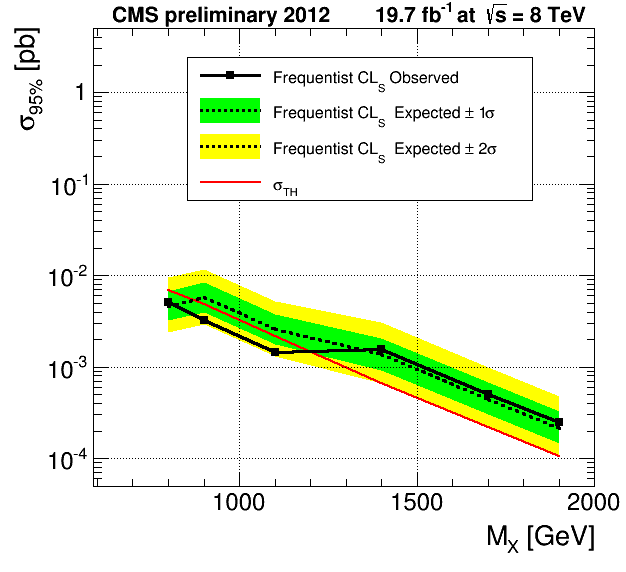 CMS preliminary 2012 19.7 fb⁻¹ at √s = 8 TeV
σ95% [pb]
Frequentist CLS Observed
Frequentist CLS Expected ± 1σ
Frequentist CLS Expected ± 2σ
σTH
1
10⁻¹
10⁻²
10⁻³
10⁻⁴
1000 1500 2000
MX [GeV]